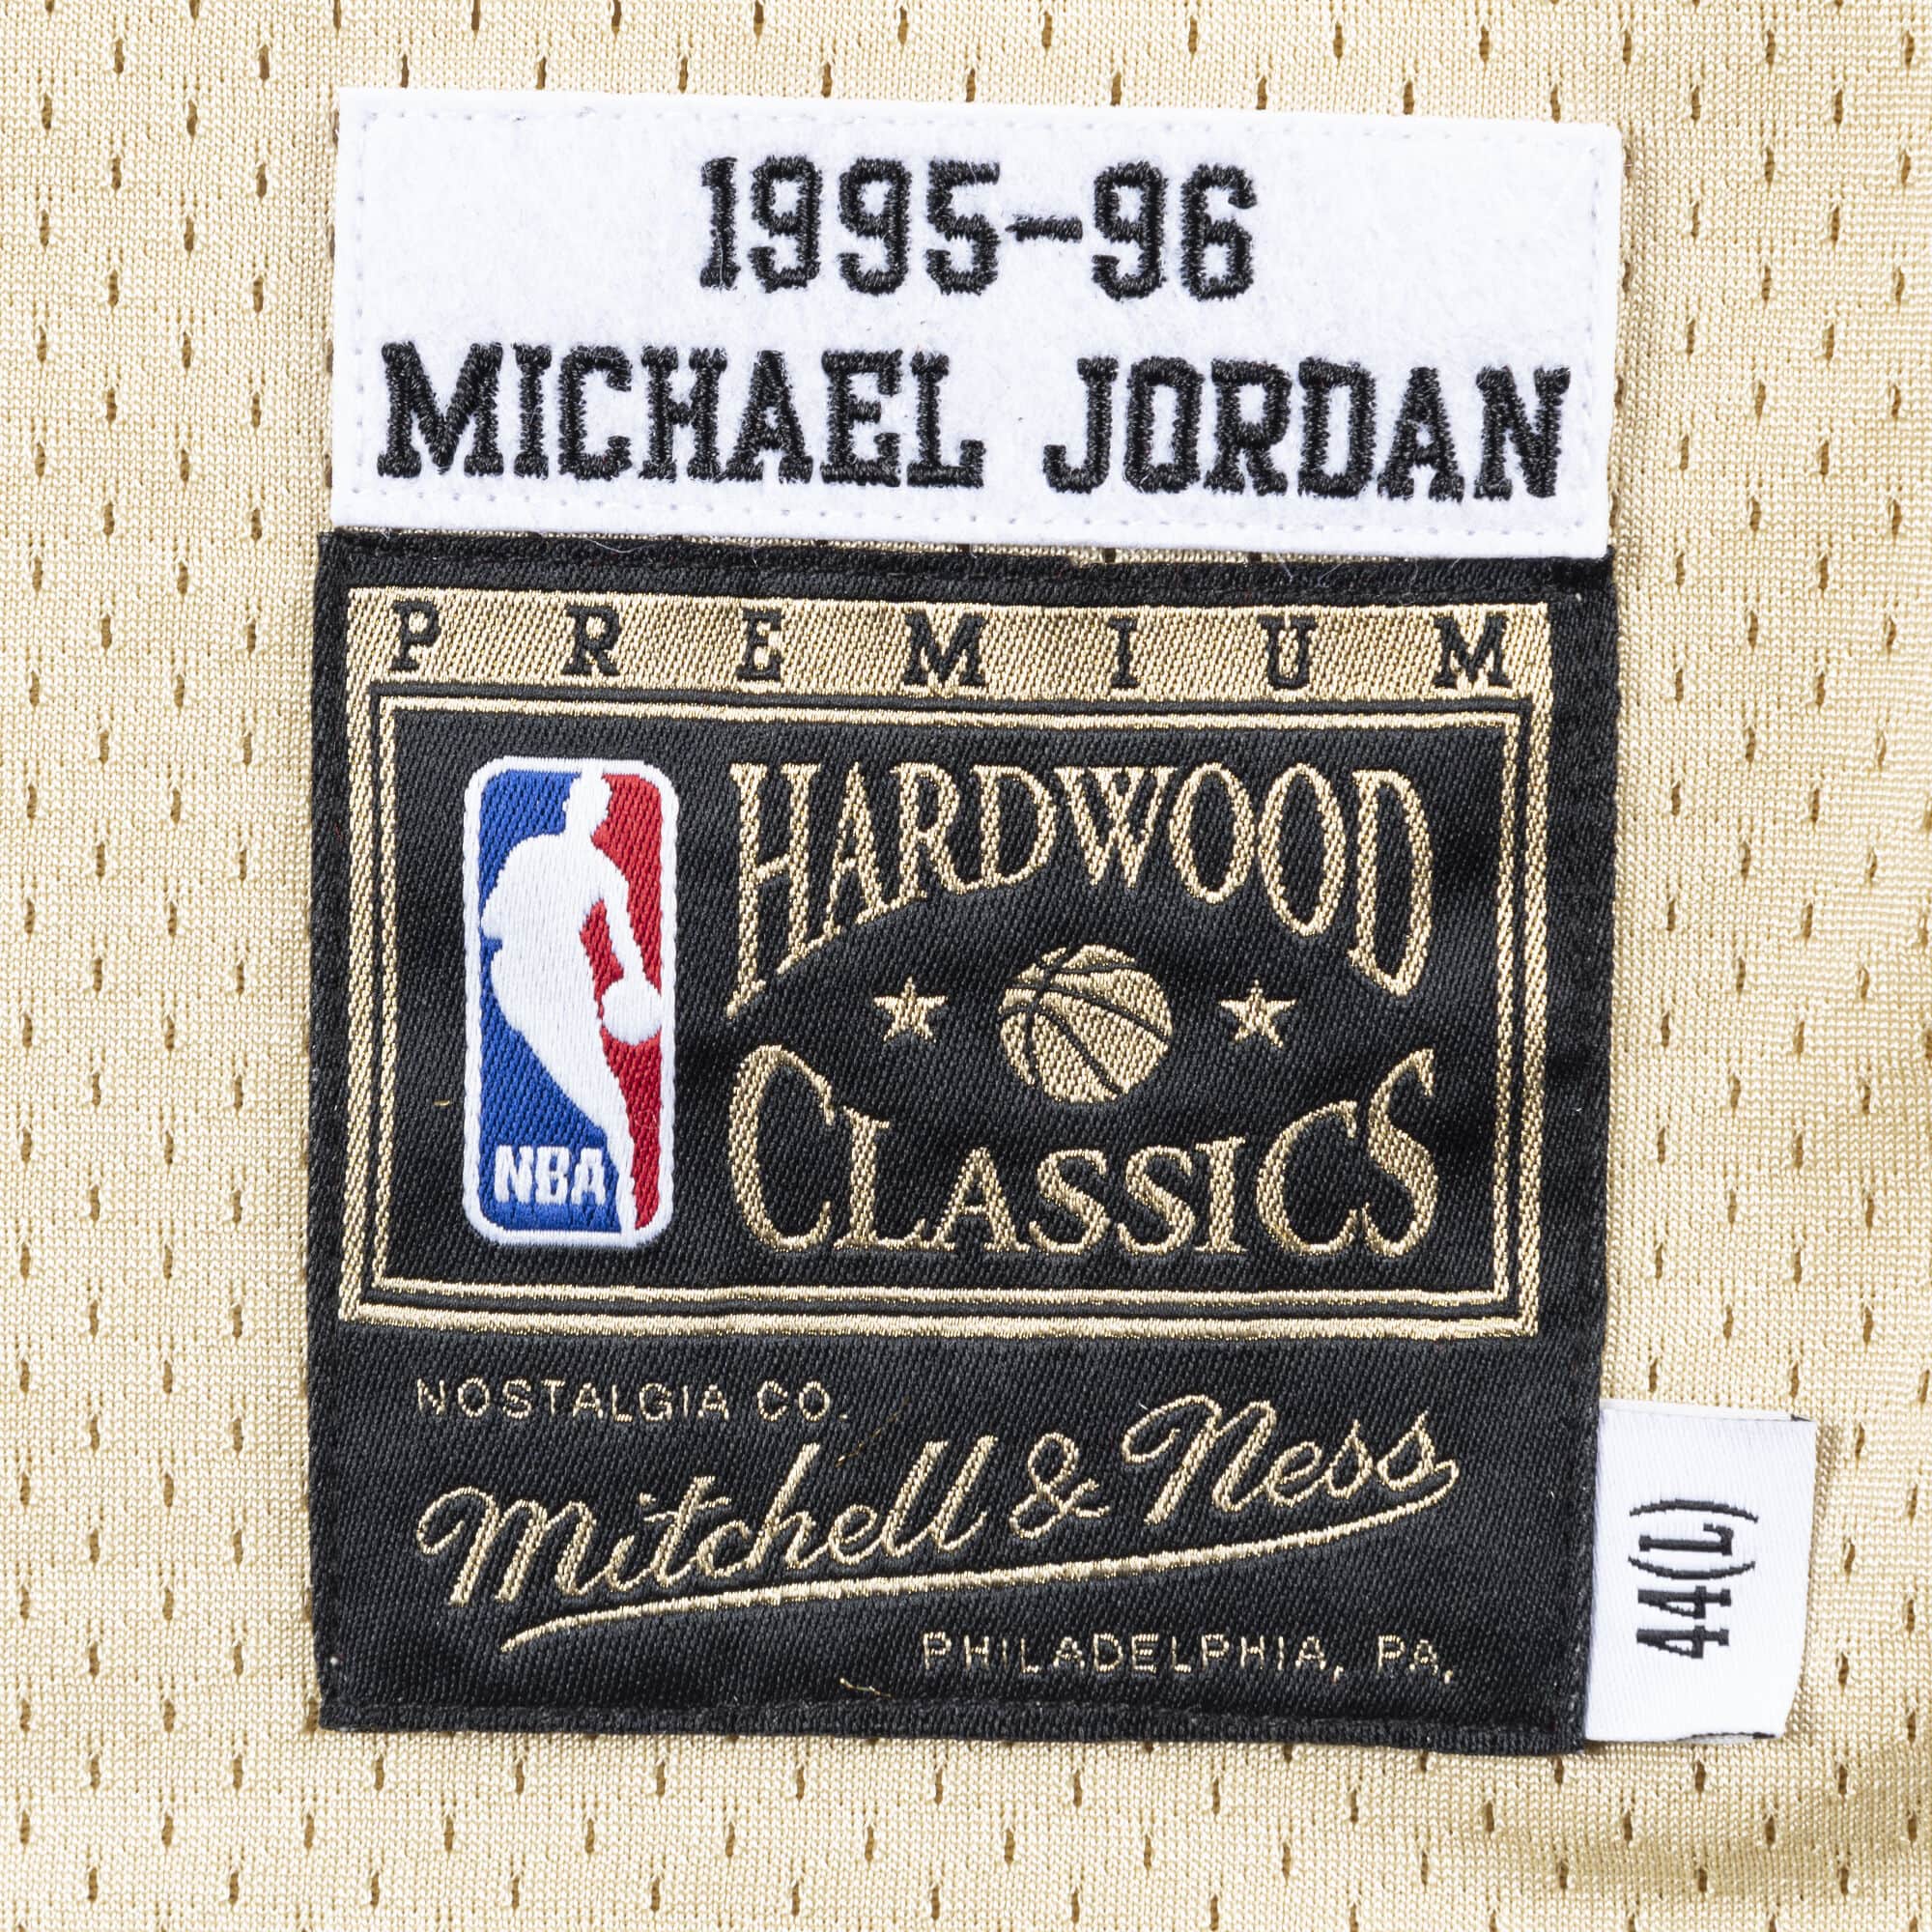 1995-96
MICHAEL JORDAN
PREMIUM
HARDWOOD
CLASSICS
NBA
NOSTALGIA CO.
Mitchell & Ness
PHILADELPHIA, PA.
44(L)